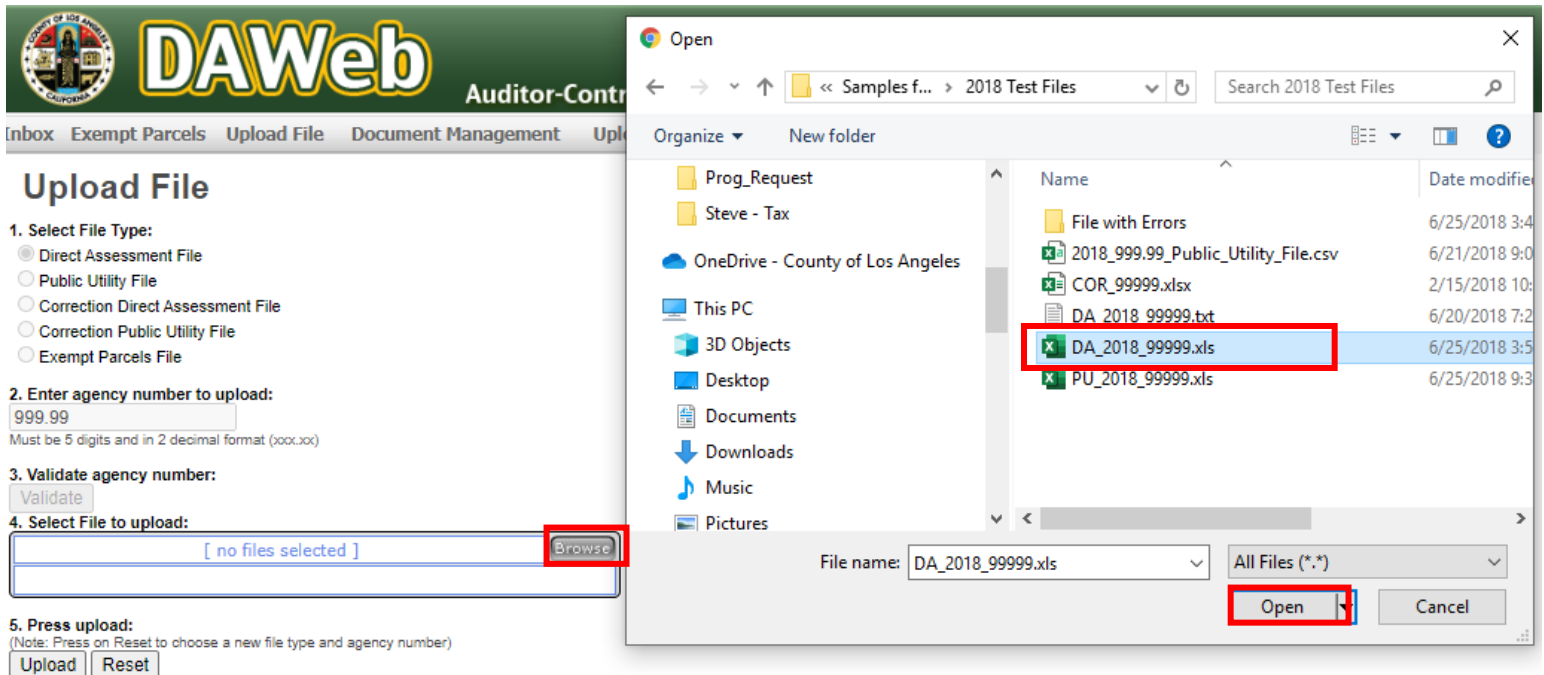 COUNTY OF LOS ANGELES
CALIFORNIA
DAWeb
Auditor-Contr
Inbox Exempt Parcels Upload File Document Management Upl
Upload File
1. Select File Type:
Direct Assessment File
Public Utility File
Correction Direct Assessment File
Correction Public Utility File
Exempt Parcels File
2. Enter agency number to upload:
999.99
Must be 5 digits and in 2 decimal format (xxx.xx)
3. Validate agency number:
Validate
4. Select File to upload:
[ no files selected ] Browse
5. Press upload:
(Note: Press on Reset to choose a new file type and agency number)
Upload Reset
Open
« Samples f... › 2018 Test Files
Search 2018 Test Files
Organize New folder
Prog_Request
Steve - Tax
OneDrive - County of Los Angeles
This PC
3D Objects
Desktop
Documents
Downloads
Music
Pictures
Name Date modified
File with Errors 6/25/2018 3:4
2018_999.99_Public_Utility_File.csv 6/21/2018 9:0
COR_99999.xlsx 2/15/2018 10:
DA_2018_99999.txt 6/20/2018 7:2
DA_2018_99999.xls 6/25/2018 3:5
PU_2018_99999.xls 6/25/2018 9:3
File name: DA_2018_99999.xls All Files (*.*)
Open Cancel